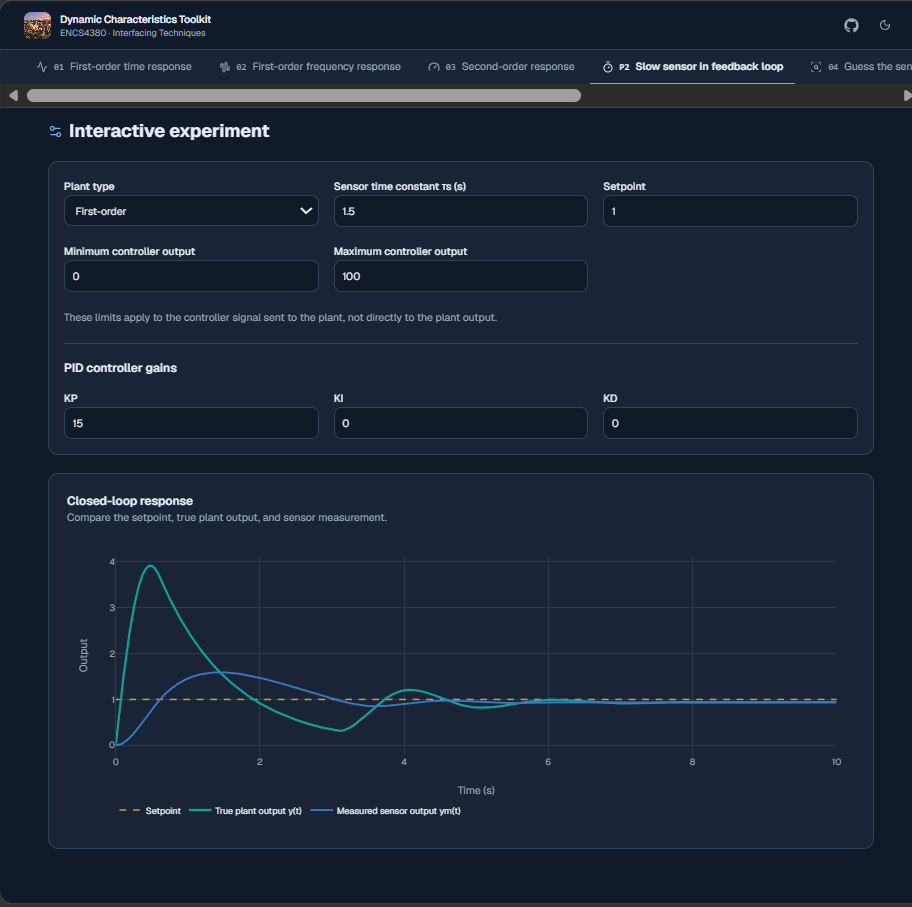 Dynamic Characteristics Toolkit
ENCS4380 · Interfacing Techniques
01 First-order time response
02 First-order frequency response
03 Second-order response
P2 Slow sensor in feedback loop
04 Guess the sen
Interactive experiment
Plant type
Sensor time constant τs (s)
Setpoint
First-order
1.5
1
Minimum controller output
Maximum controller output
0
100
These limits apply to the controller signal sent to the plant, not directly to the plant output.
PID controller gains
KP
KI
KD
15
0
0
Closed-loop response
Compare the setpoint, true plant output, and sensor measurement.
4
3
2
1
0
Output
0
2
4
6
8
10
Time (s)
Setpoint
True plant output y(t)
Measured sensor output ym(t)